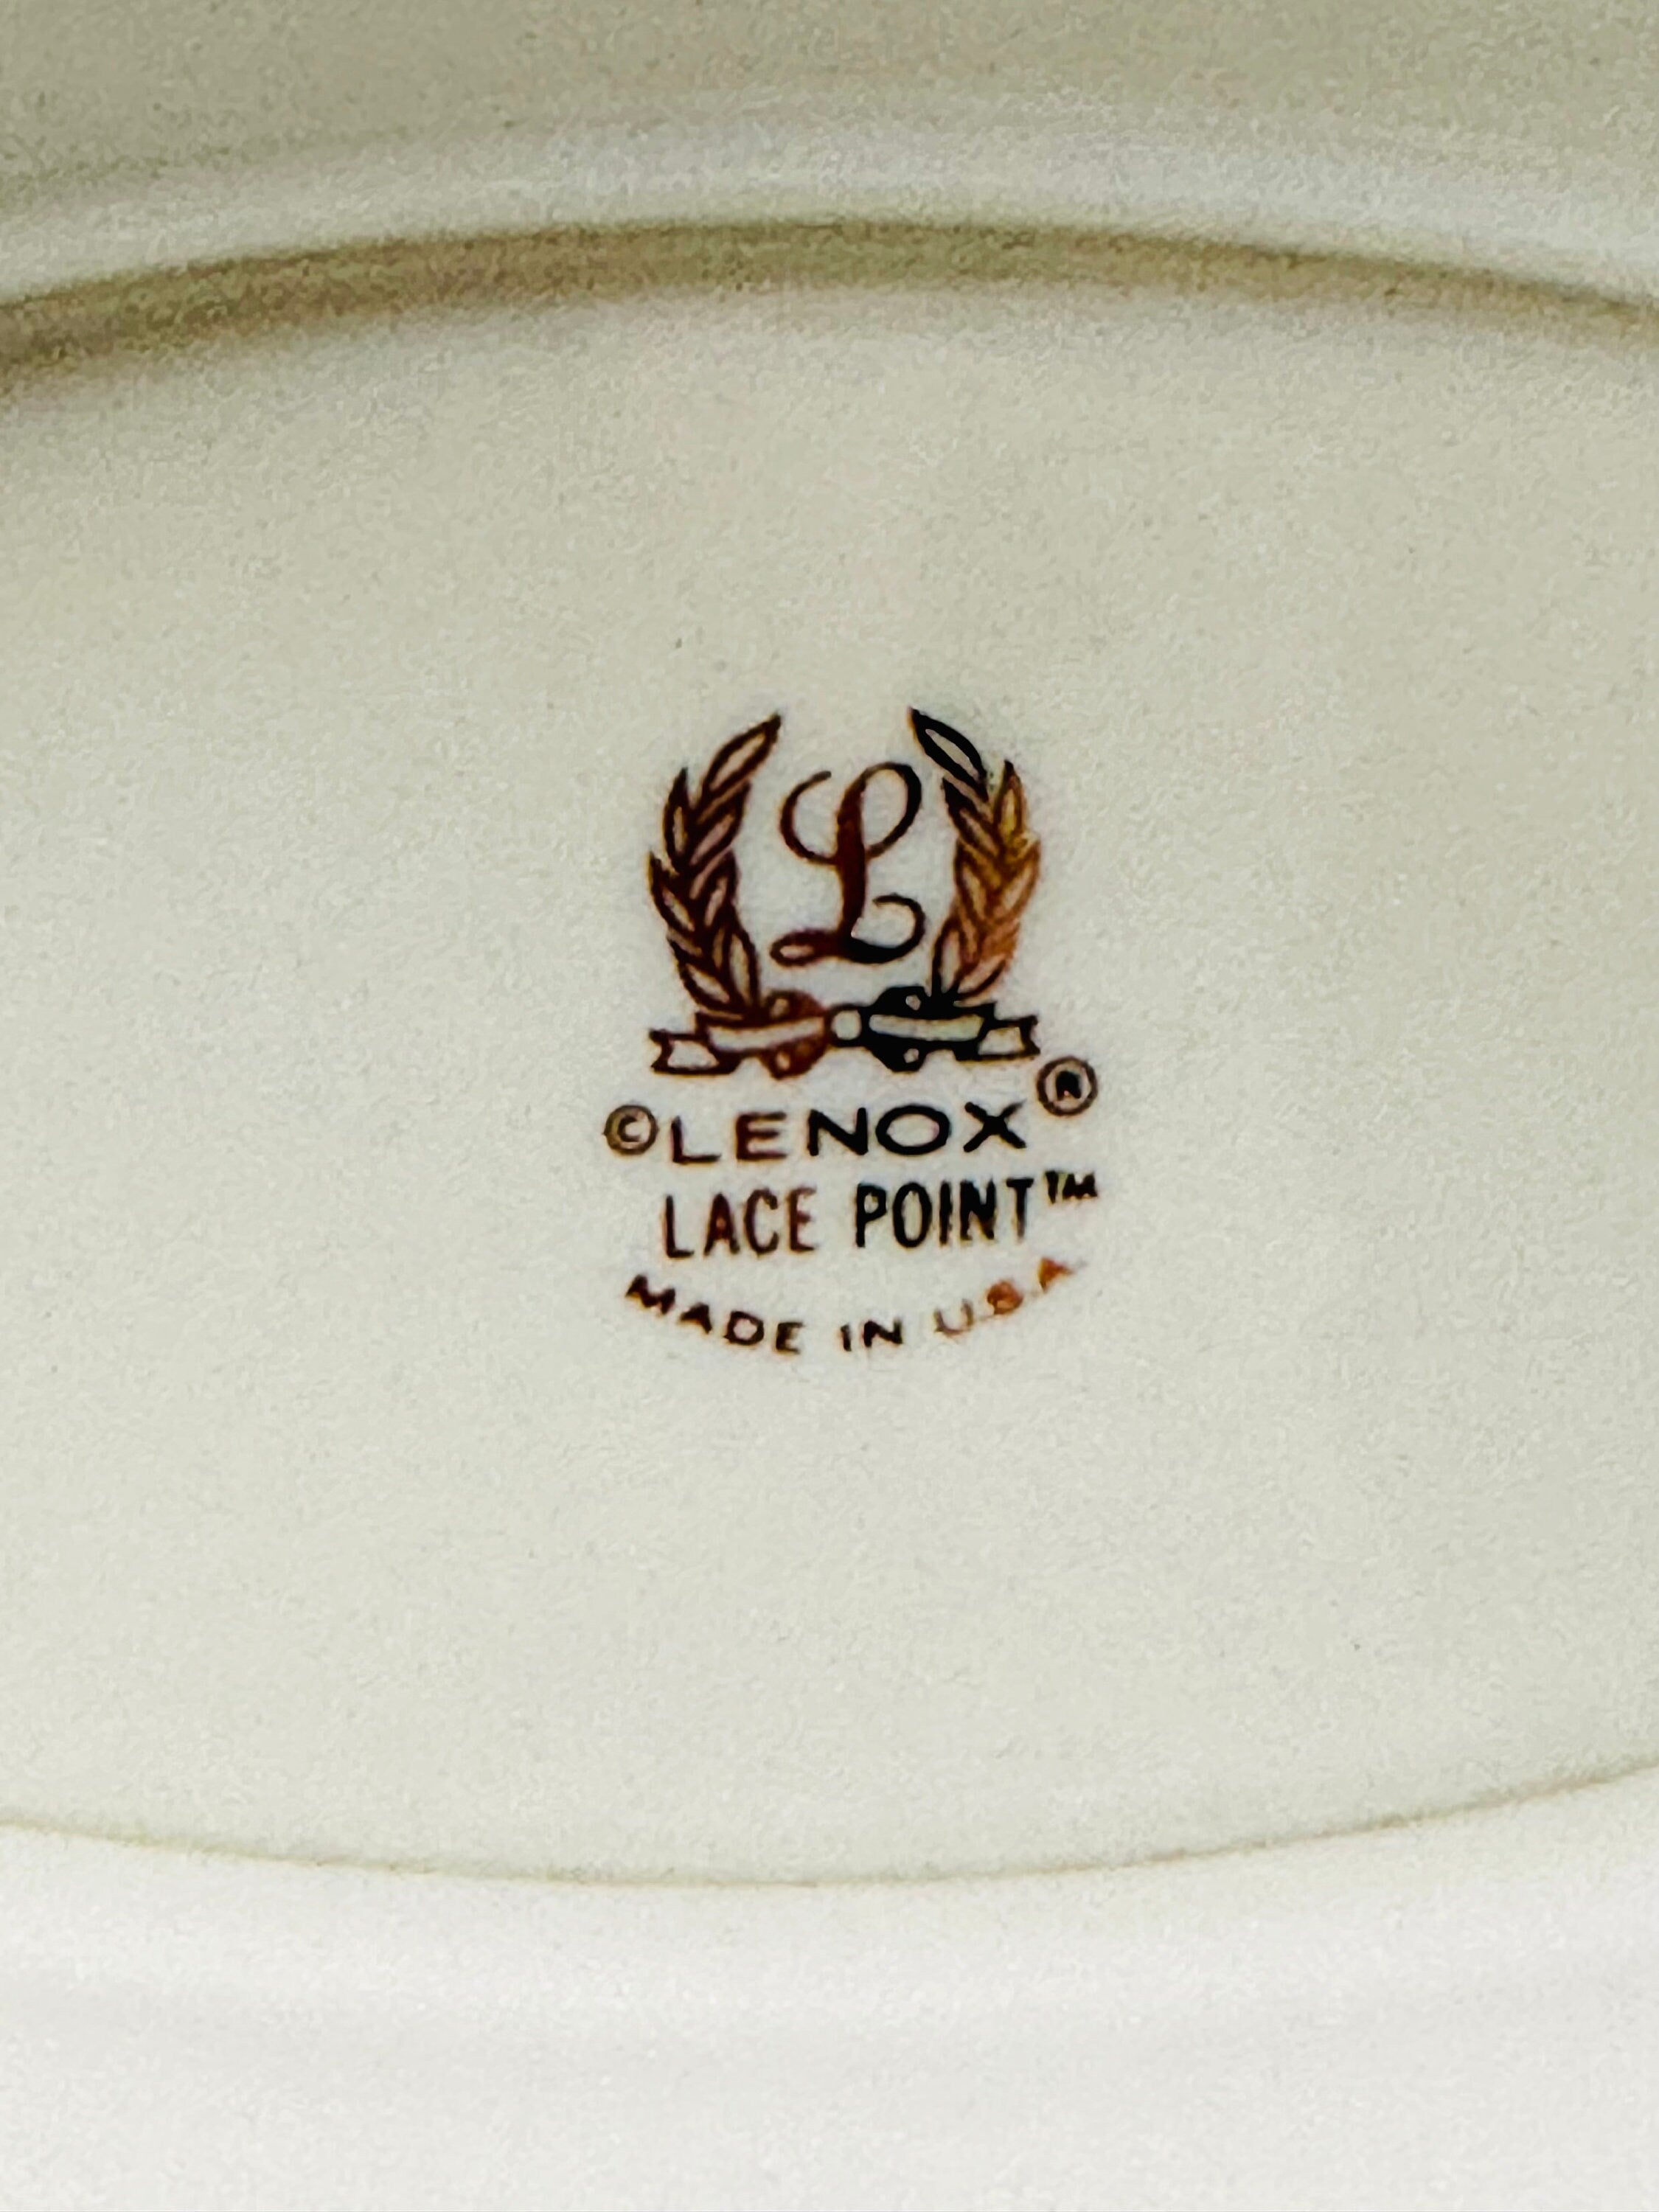 L
© LENOX ®
LACE POINT™
MADE IN U.S.A.